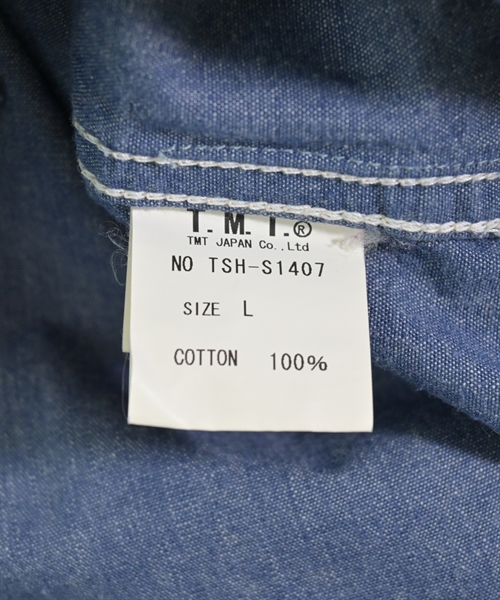 T.M.T.®
TMT JAPAN Co.,Ltd
NO TSH-S1407
SIZE L
COTTON 100%